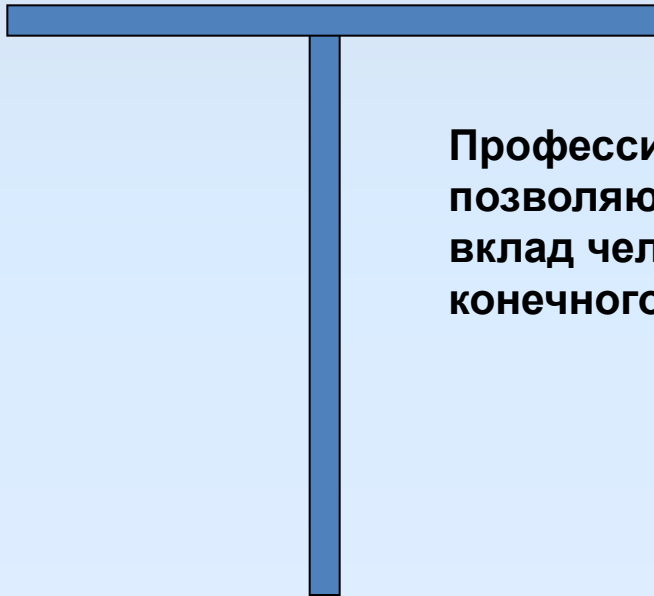 Професси
позволяю
вклад чел
конечного